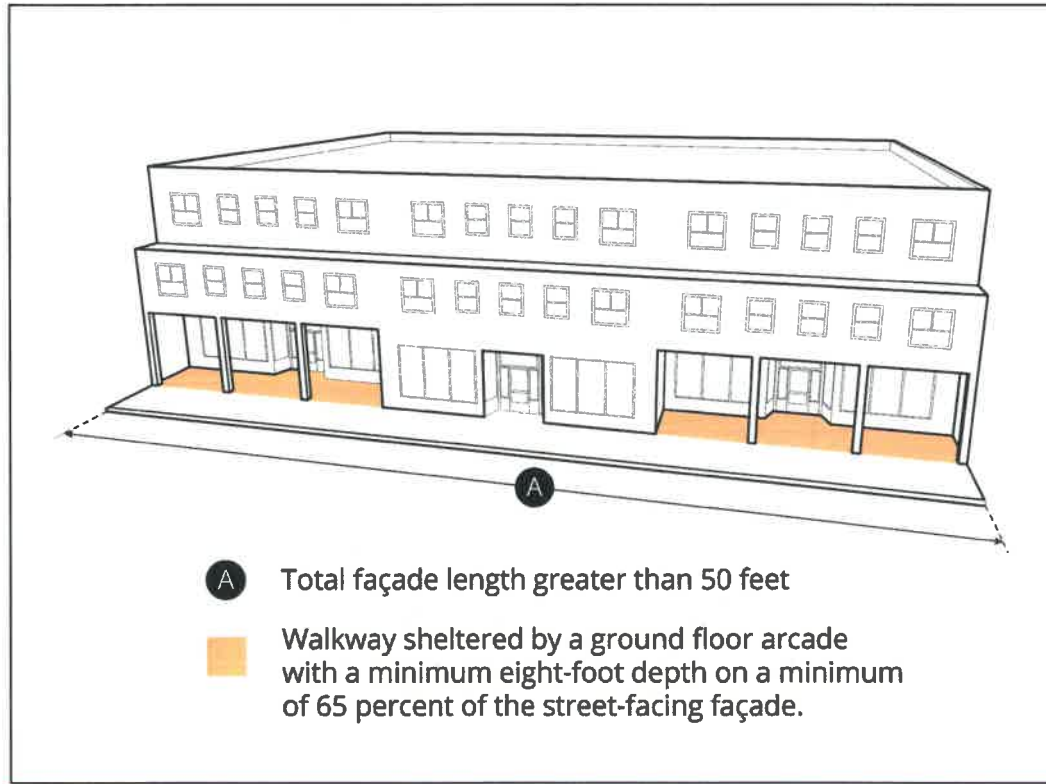 A
A Total façade length greater than 50 feet
Walkway sheltered by a ground floor arcade
with a minimum eight-foot depth on a minimum
of 65 percent of the street-facing façade.